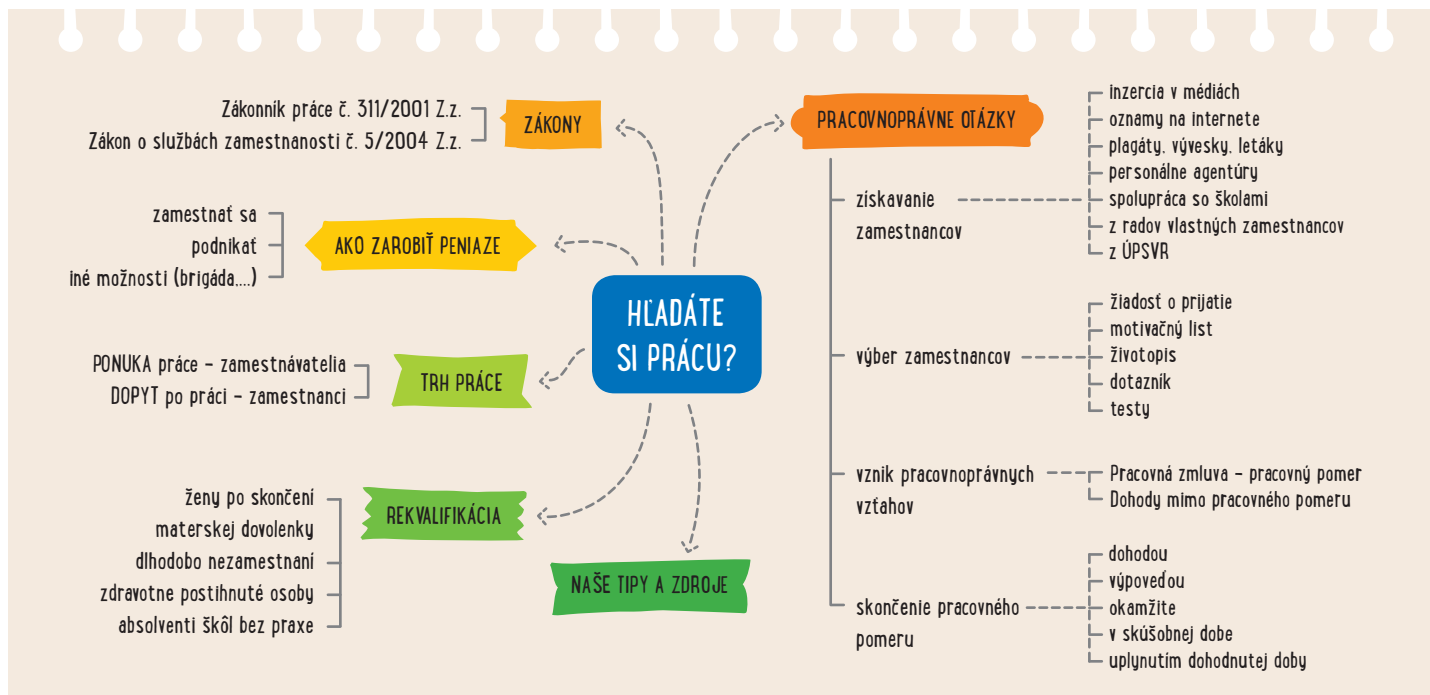 Zákonník práce č. 311/2001 Z.z.
Zákon o službách zamestnanosti č. 5/2004 Z.z.
ZÁKONY
zamestnať sa
podnikať
iné možnosti (brigáda....)
AKO ZAROBIŤ PENIAZE
PONUKA práce – zamestnávatelia
DOPYT po práci – zamestnanci
TRH PRÁCE
ženy po skončení
materskej dovolenky
dlhodobo nezamestnaní
zdravotne postihnuté osoby
absolventi škôl bez praxe
REKVALIFIKÁCIA
HĽADÁTE
SI PRÁCU?
NAŠE TIPY A ZDROJE
PRACOVNOPRÁVNE OTÁZKY
získavanie
zamestnancov
inzercia v médiách
oznamy na internete
plagáty, vývesky, letáky
personálne agentúry
spolupráca so školami
z radov vlastných zamestnancov
z ÚPSVR
výber zamestnancov
žiadosť o prijatie
motivačný list
životopis
dotazník
testy
vznik pracovnoprávnych
vzťahov
Pracovná zmluva – pracovný pomer
Dohody mimo pracovného pomeru
skončenie pracovného
pomeru
dohodou
výpoveďou
okamžite
v skúšobnej dobe
uplynutím dohodnutej doby